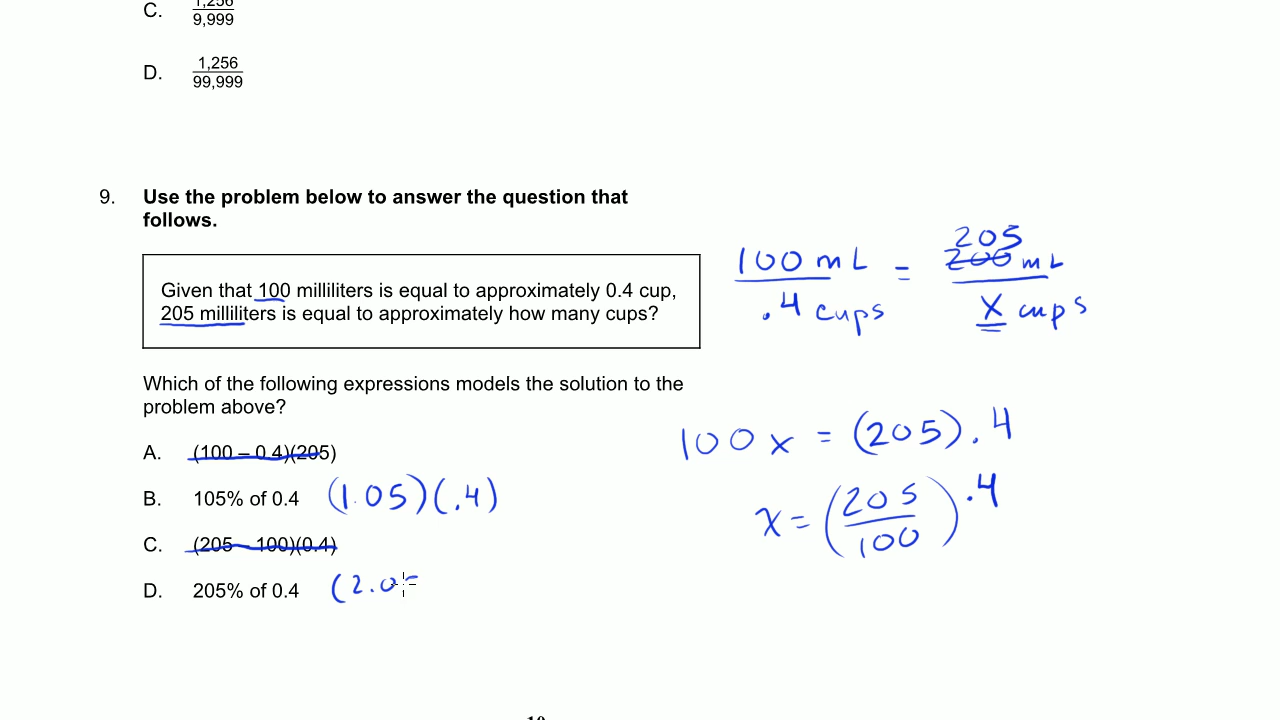 C. 1,256
9,999
D. 1,256
99,999
9. Use the problem below to answer the question that
follows.
Given that 100 milliliters is equal to approximately 0.4 cup,
205 milliliters is equal to approximately how many cups?
Which of the following expressions models the solution to the
problem above?
A. (100 – 0.4)(205)
B. 105% of 0.4 (1.05)(.4)
C. (205 – 100)(0.4)
D. 205% of 0.4 (2.0
100 mL = 205 200 mL
.4 cups x cups
100 x = (205) .4
x = (205
100) .4
10